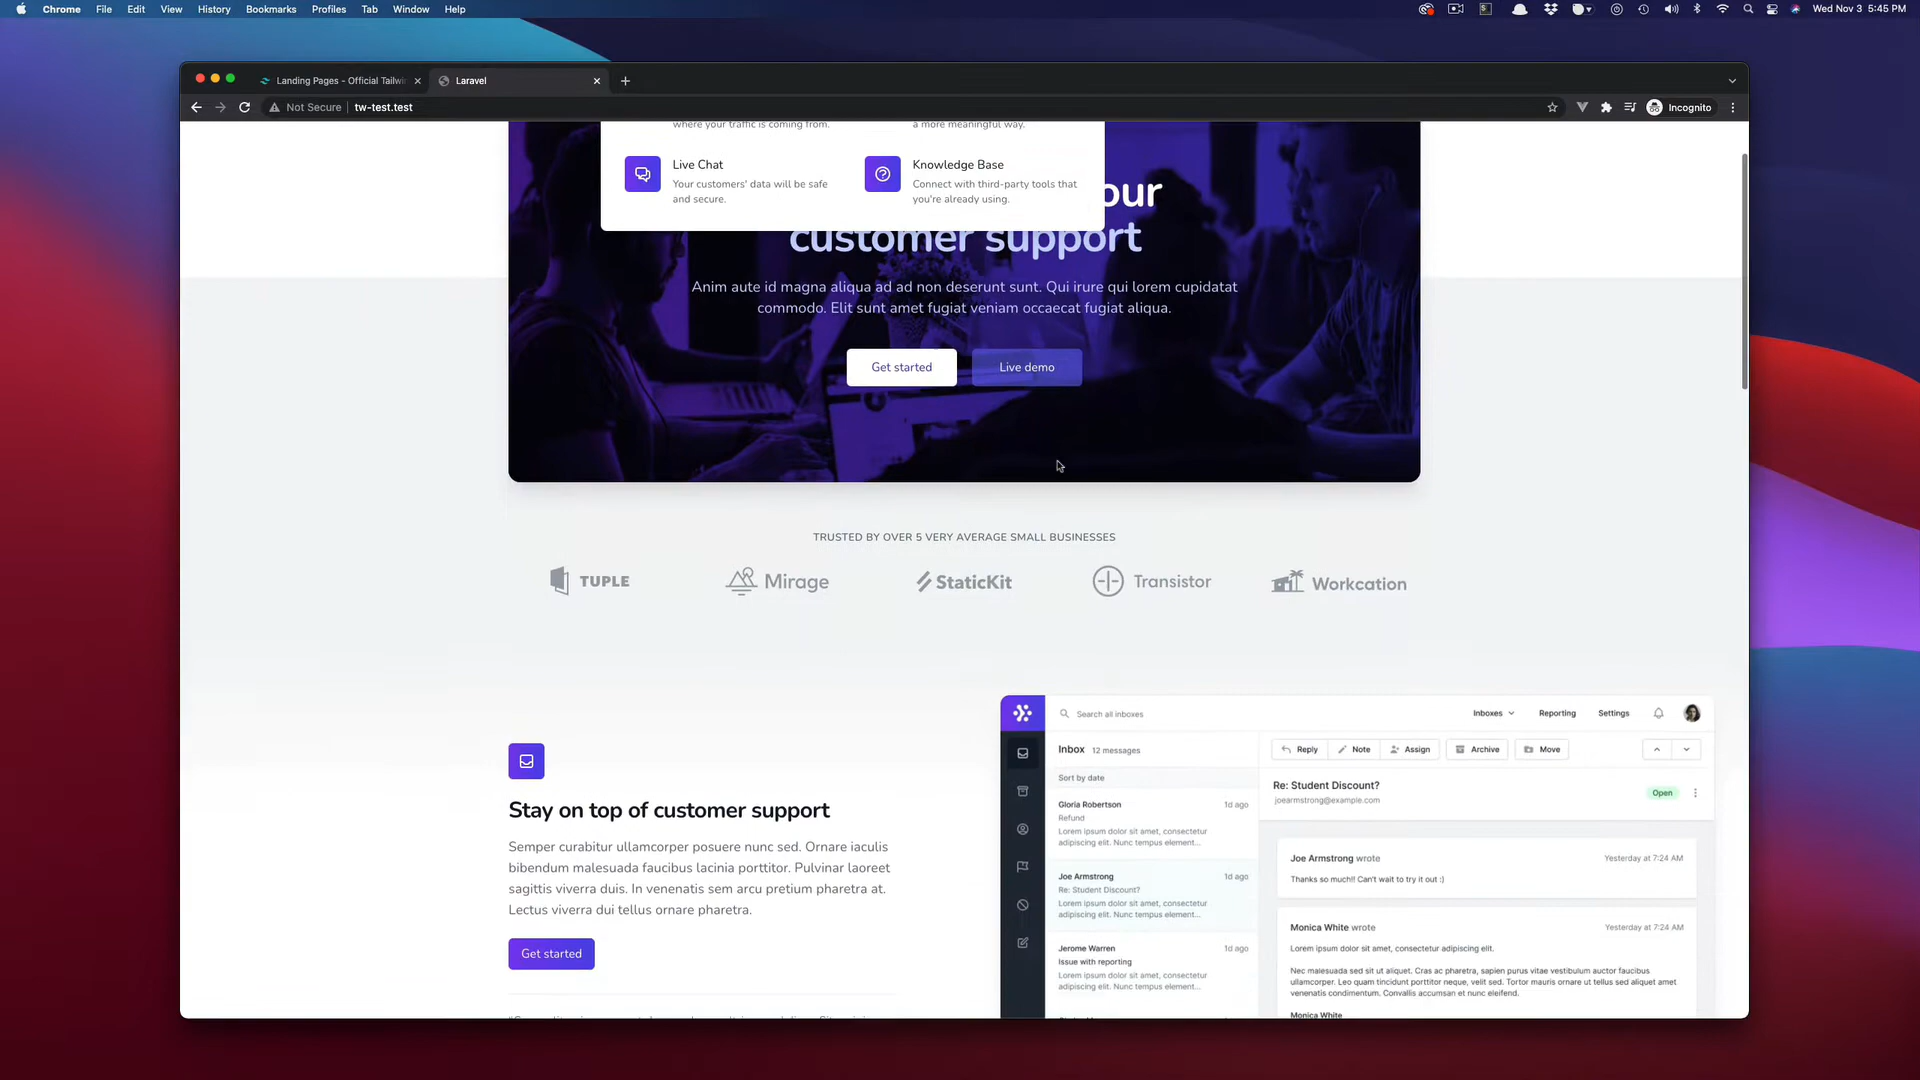 Chrome File Edit View History Bookmarks Profiles Tab Window Help
Wed Nov 3 5:45 PM
Landing Pages - Official Tailwi
Laravel
Not Secure
tw-test.test
Incognito
where your traffic is coming from.
a more meaningful way.
Live Chat
Your customers' data will be safe
and secure.
Knowledge Base
Connect with third-party tools that
you're already using.
our
customer support
Anim aute id magna aliqua ad ad non deserunt sunt. Qui irure qui lorem cupidatat
commodo. Elit sunt amet fugiat veniam occaecat fugiat aliqua.
Get started
Live demo
TRUSTED BY OVER 5 VERY AVERAGE SMALL BUSINESSES
TUPLE
Mirage
StaticKit
Transistor
Workcation
Stay on top of customer support
Semper curabitur ullamcorper posuere nunc sed. Ornare iaculis
bibendum malesuada faucibus lacinia porttitor. Pulvinar laoreet
sagittis viverra duis. In venenatis sem arcu pretium pharetra at.
Lectus viverra dui tellus ornare pharetra.
Get started
Search all inboxes
Inboxes
Reporting
Settings
Inbox 12 messages
Sort by date
Gloria Robertson 1d ago
Refund
Lorem ipsum dolor sit amet, consectetur
adipiscing elit. Nunc tempus element...
Joe Armstrong 1d ago
Re: Student Discount?
Lorem ipsum dolor sit amet, consectetur
adipiscing elit. Nunc tempus element...
Jerome Warren 1d ago
Issue with reporting
Lorem ipsum dolor sit amet, consectetur
adipiscing elit. Nunc tempus element...
Reply
Note
Assign
Archive
Move
Re: Student Discount?
joearmstrong@example.com
Open
Joe Armstrong wrote Yesterday at 7:24 AM
Thanks so much!! Can't wait to try it out :)
Monica White wrote Yesterday at 7:24 AM
Lorem ipsum dolor sit amet, consectetur adipiscing elit.
Nec malesuada sed sit ut aliquet. Cras ac pharetra, sapien purus vitae vestibulum auctor faucibus
ullamcorper. Leo quam tincidunt porttitor neque, velit sed. Tortor mauris ornare ut tellus sed aliquet amet
venenatis condimentum. Convallis accumsan et nunc eleifend.
Monica White